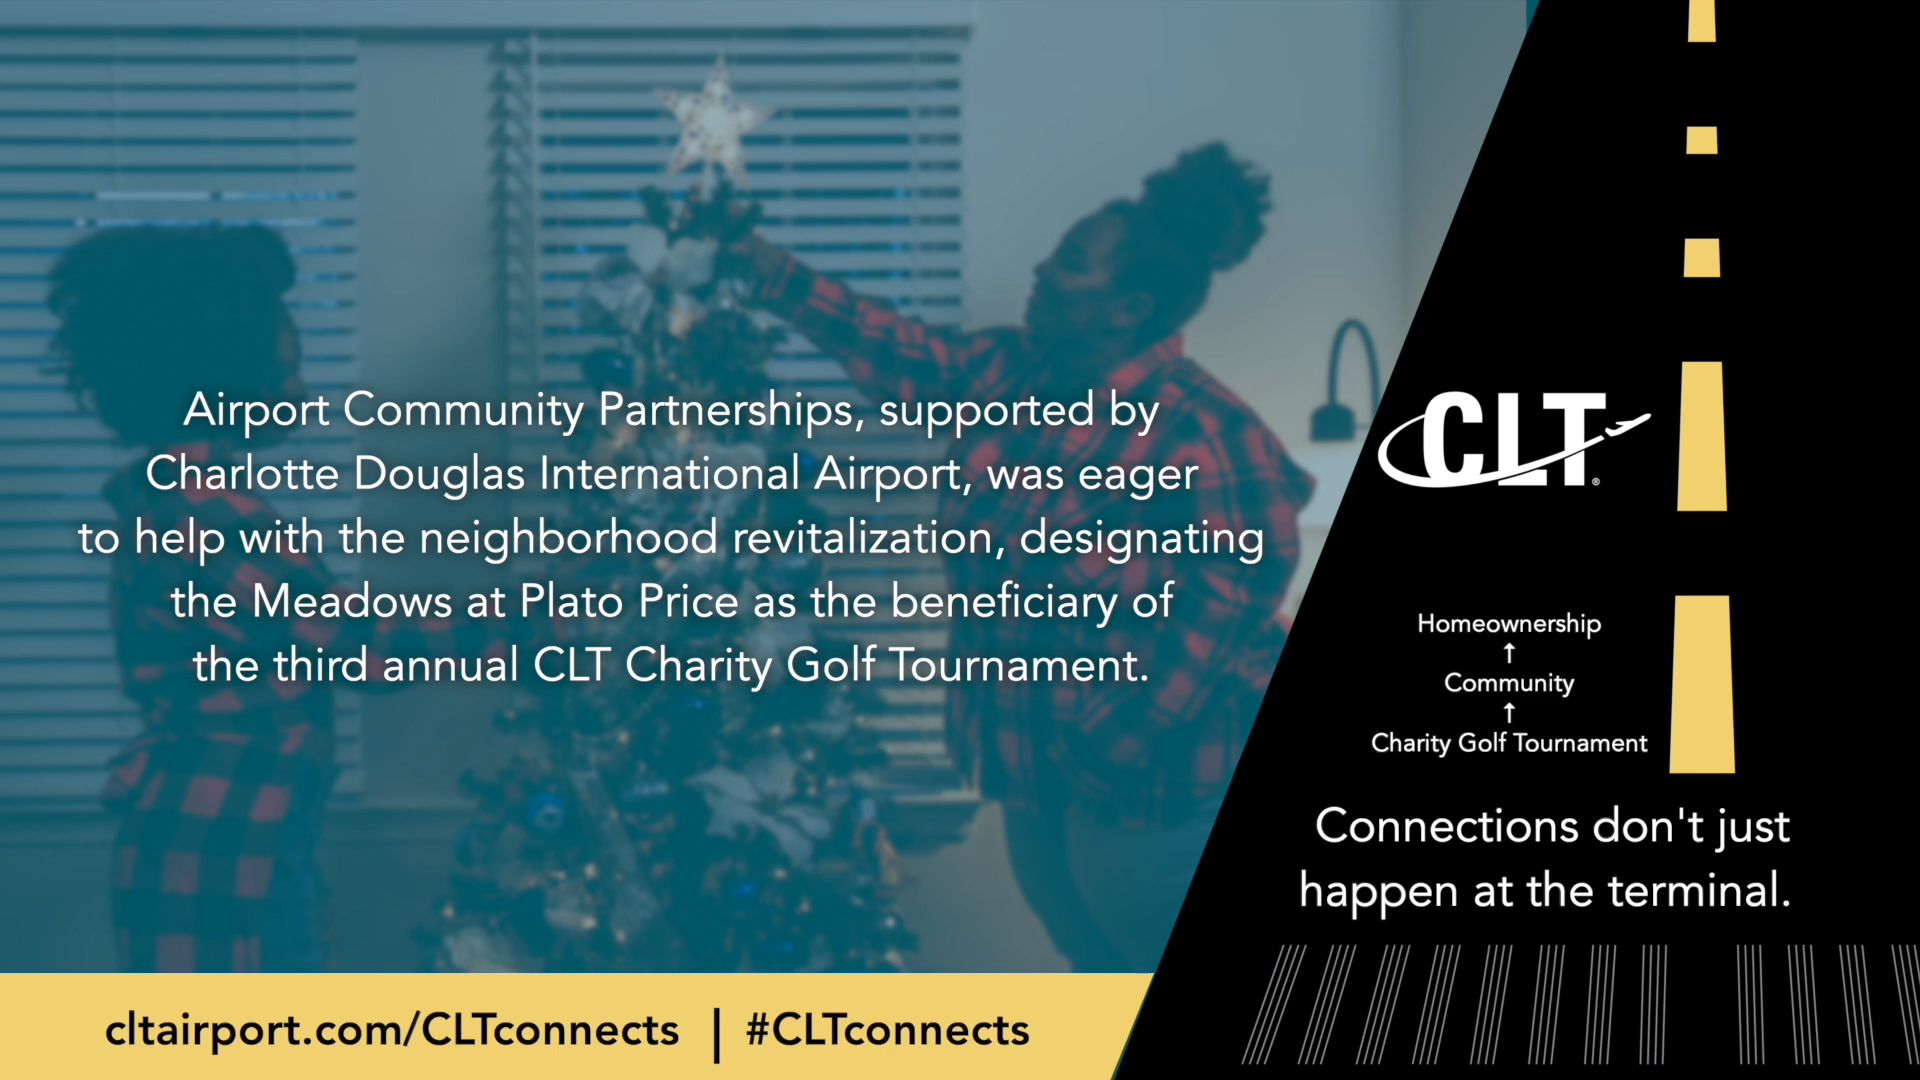 Airport Community Partnerships, supported by
Charlotte Douglas International Airport, was eager
to help with the neighborhood revitalization, designating
the Meadows at Plato Price as the beneficiary of
the third annual CLT Charity Golf Tournament.
CLT®
Homeownership
↑
Community
↑
Charity Golf Tournament
Connections don't just
happen at the terminal.
cltairport.com/CLTconnects | #CLTconnects